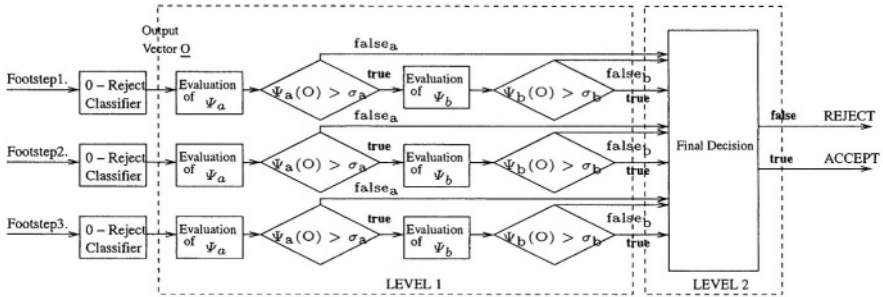 Output
Vector O
false_a
Footstep1.
0 – Reject
Classifier
Evaluation
of Ψ_a
Ψ_a(O) > σ_a
true
Evaluation
of Ψ_b
Ψ_b(O) > σ_b
false_b
true
false_a
Footstep2.
0 – Reject
Classifier
Evaluation
of Ψ_a
Ψ_a(O) > σ_a
true
Evaluation
of Ψ_b
Ψ_b(O) > σ_b
false_b
true
false_a
Footstep3.
0 – Reject
Classifier
Evaluation
of Ψ_a
Ψ_a(O) > σ_a
true
Evaluation
of Ψ_b
Ψ_b(O) > σ_b
false_b
true
Final Decision
false
REJECT
true
ACCEPT
LEVEL 1
LEVEL 2